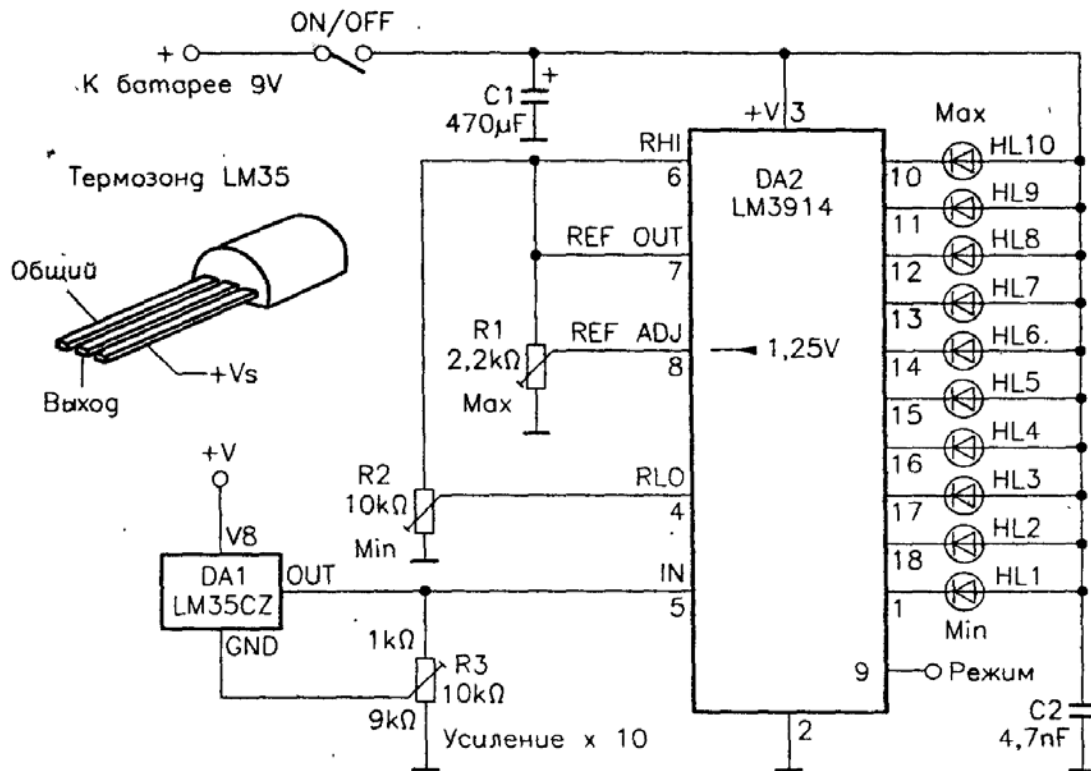 ON/OFF
+
К батарее 9V
+
C1
470µF
+V 3
Max
Термозонд LM35
Общий
+Vs
Выход
RHI
6
DA2
LM3914
REF OUT
7
R1
2,2kΩ
REF ADJ
8
1,25V
Max
10
HL10
11
HL9
12
HL8
13
HL7
14
HL6
15
HL5
16
HL4
17
HL3
18
HL2
1
HL1
Min
+V
R2
10kΩ
RLO
4
Min
V8
DA1
LM35CZ
OUT
GND
IN
5
1kΩ
R3
10kΩ
9kΩ
Усиление x 10
9
Режим
2
C2
4,7nF